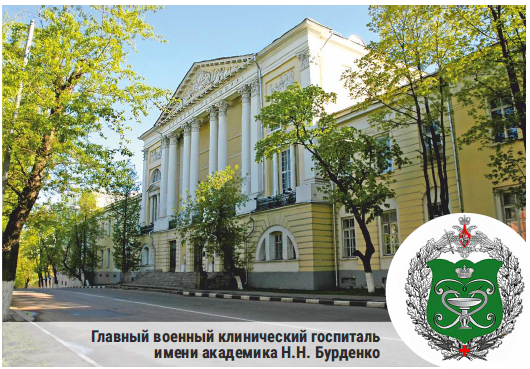 Главный военный клинический госпиталь
имени академика Н.Н. Бурденко